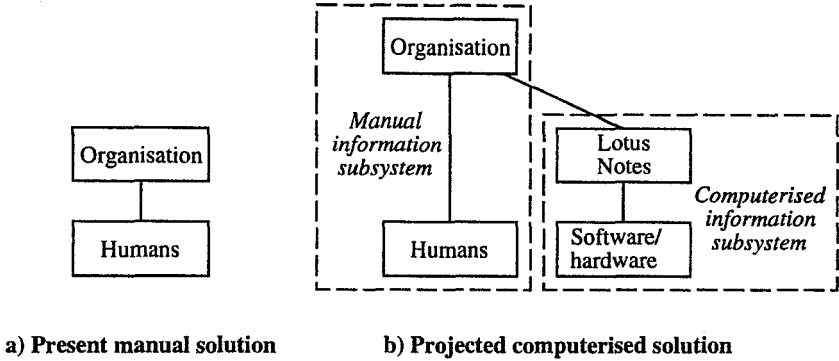 Organisation
Humans
a) Present manual solution
Organisation
Manual
information
subsystem
Humans
Lotus
Notes
Software/
hardware
Computerised
information
subsystem
b) Projected computerised solution